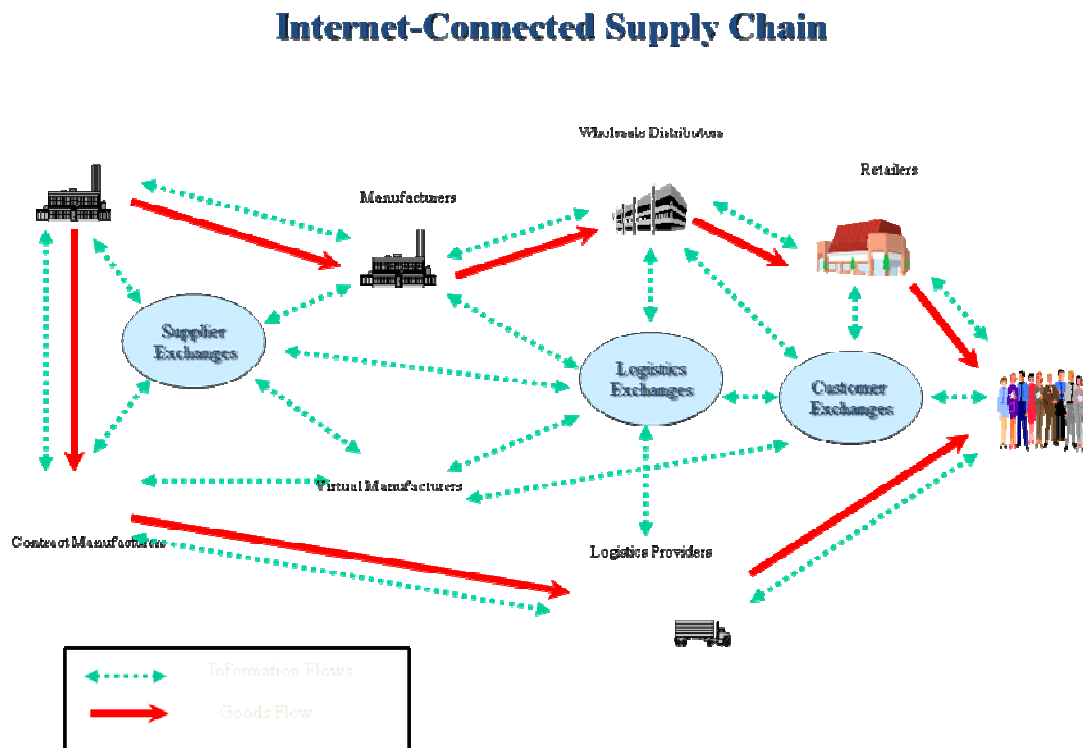 Internet-Connected Supply Chain
Wholesale Distributors
Retailers
Manufacturers
Supplier
Exchanges
Logistics
Exchanges
Customer
Exchanges
Virtual Manufacturers
Contract Manufacturers
Logistics Providers
Information Flows
Goods Flow